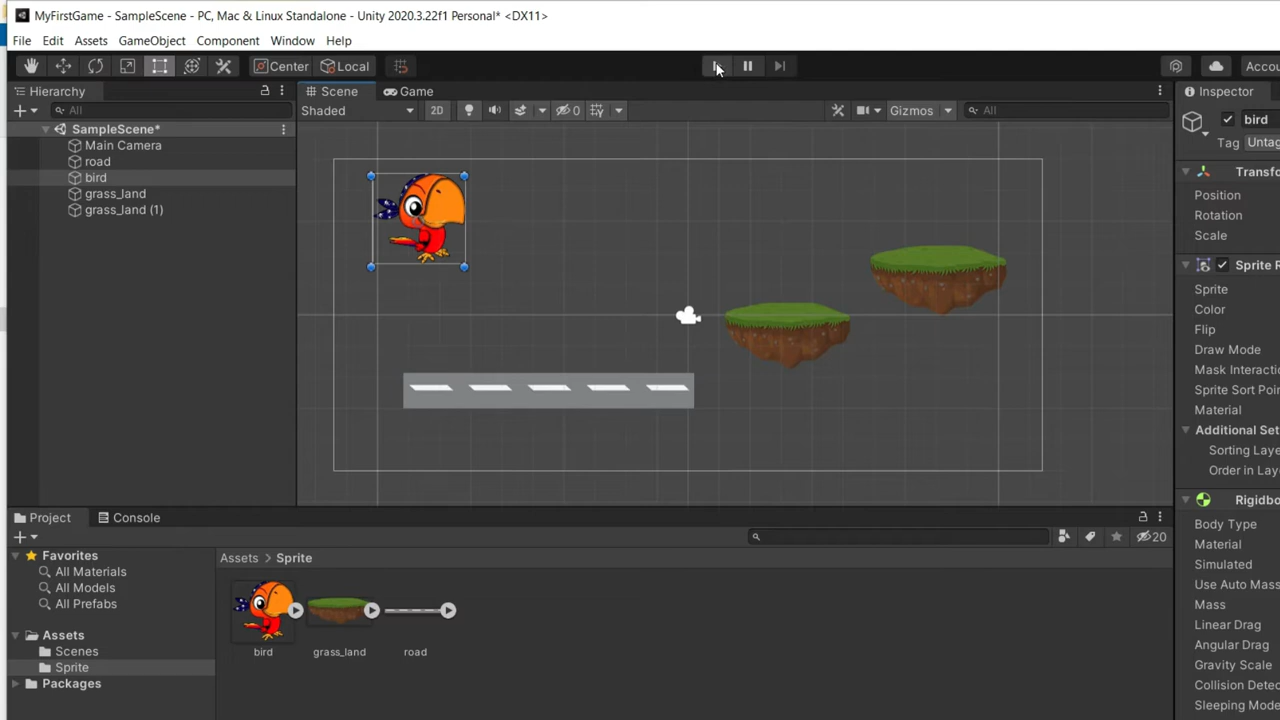 MyFirstGame - SampleScene - PC, Mac & Linux Standalone - Unity 2020.3.22f1 Personal* <DX11>
File Edit Assets GameObject Component Window Help
Center Local Accou
Hierarchy Scene Game Inspector
All Shaded 2D 0 Gizmos All
SampleScene*
Main Camera
road
bird
grass_land
grass_land (1)
bird
Tag Untag
Transfo
Position
Rotation
Scale
Sprite R
Sprite
Color
Flip
Draw Mode
Mask Interactio
Sprite Sort Poin
Material
Additional Set
Sorting Laye
Order in Laye
Rigidbo
Body Type
Material
Simulated
Use Auto Mass
Mass
Linear Drag
Angular Drag
Gravity Scale
Collision Detec
Sleeping Mode
Project Console
20
Favorites
All Materials
All Models
All Prefabs
Assets
Scenes
Sprite
Packages
Assets > Sprite
bird grass_land road